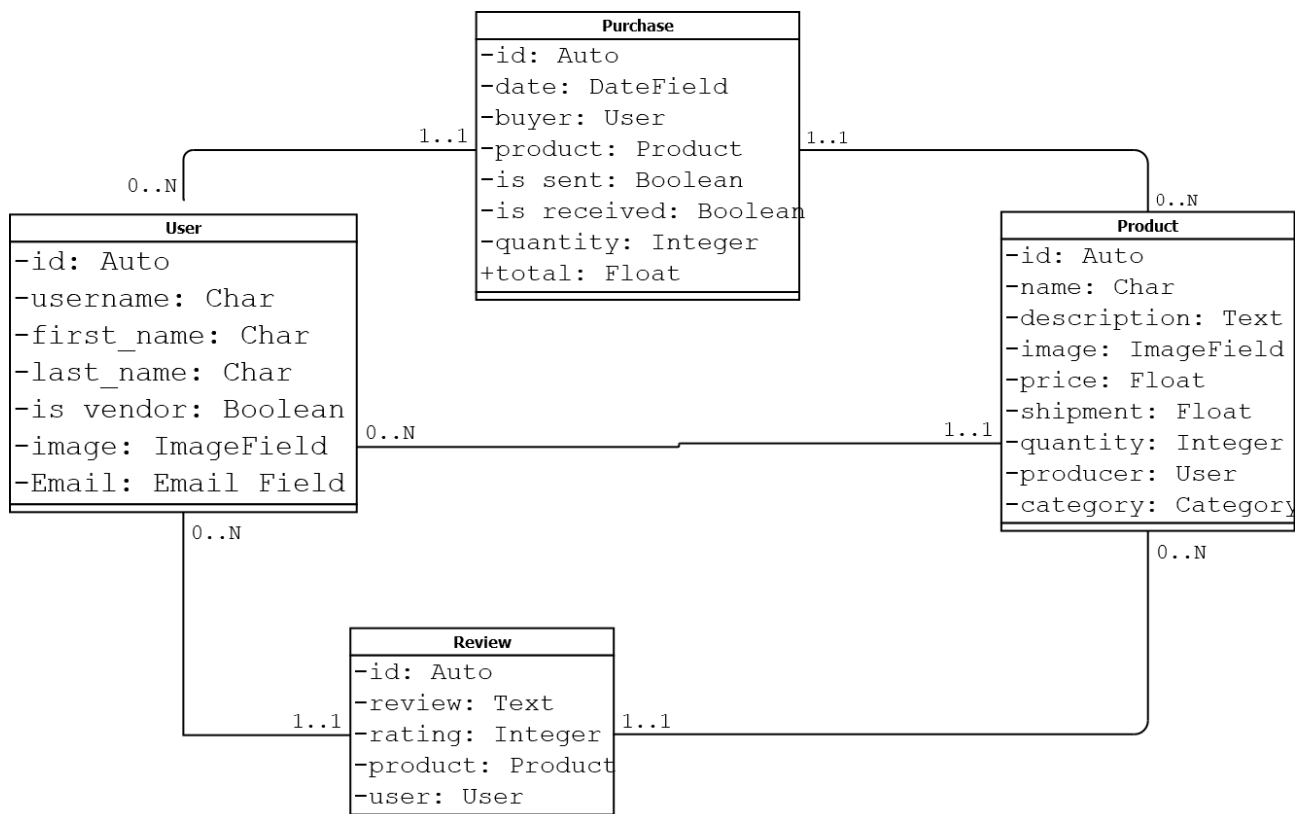 Purchase
-id: Auto
-date: DateField
-buyer: User
-product: Product
-is sent: Boolean
-is received: Boolean
-quantity: Integer
+total: Float
1..1
1..1
0..N
0..N
User
-id: Auto
-username: Char
-first_name: Char
-last_name: Char
-is vendor: Boolean
-image: ImageField
-Email: Email Field
Product
-id: Auto
-name: Char
-description: Text
-image: ImageField
-price: Float
-shipment: Float
-quantity: Integer
-producer: User
-category: Category
0..N
1..1
0..N
0..N
Review
-id: Auto
-review: Text
-rating: Integer
-product: Product
-user: User
1..1
1..1